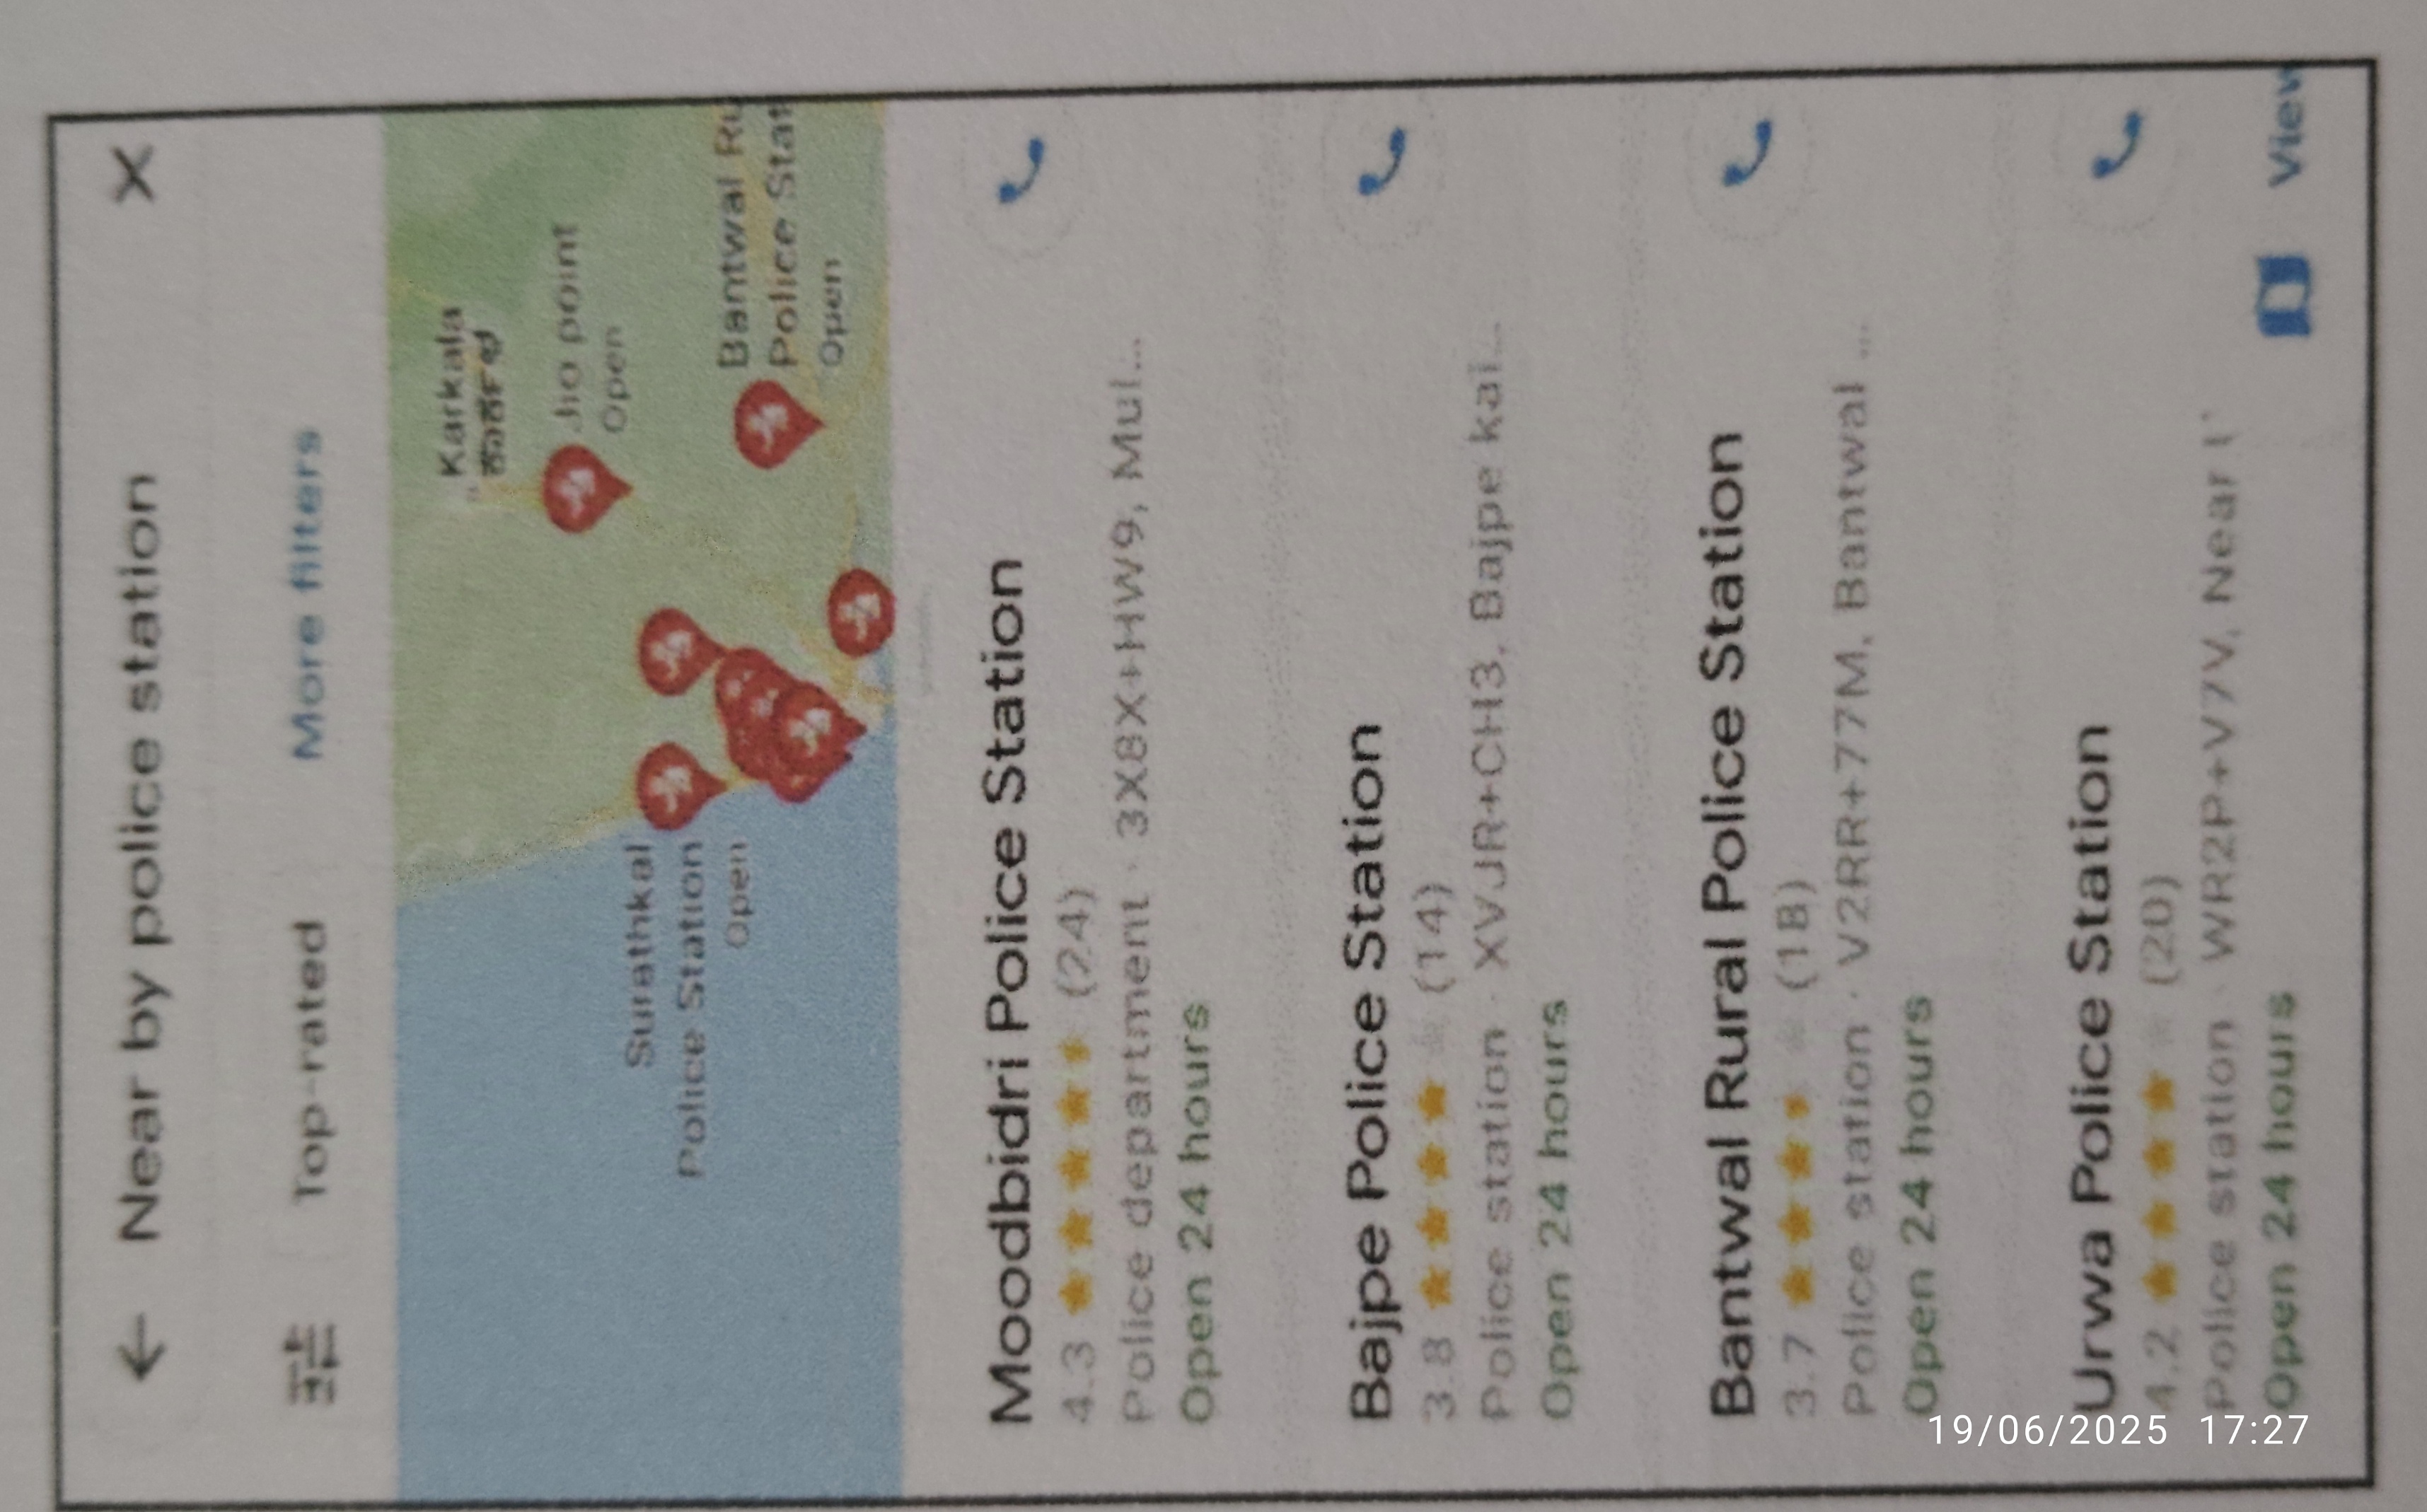 Near by police station
Top-rated
More filters
Karkala
ಕಾರ್ಕಳ
Jio point
Open
Surathkal
Police Station
Open
Bantwal Ru
Police Stat
Open
Moodbidri Police Station
4.3 (24)
Police department · 3X8X+HW9, Mul...
Open 24 hours
Bajpe Police Station
3.8 (14)
Police station · XVJR+CH3, Bajpe kai...
Open 24 hours
Bantwal Rural Police Station
3.7 (18)
Police station · V2RR+77M, Bantwal ...
Open 24 hours
Urwa Police Station
4.2 (20)
Police station · WR2P+V7V, Near
Open 24 hours
View
19/06/2025 17:27